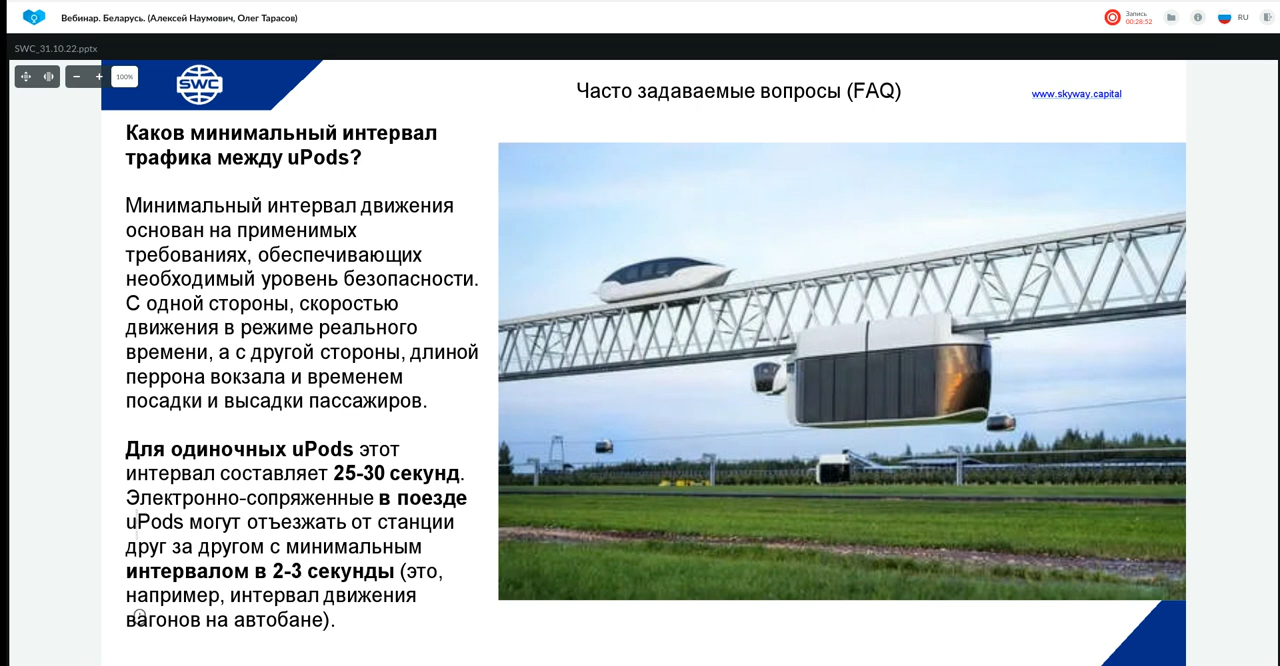 Вебинар. Беларусь. (Алексей Наумович, Олег Тарасов)
Запись
00:28:52
RU
SWC_31.10.22.pptx
100%
SWC
Часто задаваемые вопросы (FAQ)
www.skyway.capital
Каков минимальный интервал
трафика между uPods?
Минимальный интервал движения
основан на применимых
требованиях, обеспечивающих
необходимый уровень безопасности.
С одной стороны, скоростью
движения в режиме реального
времени, а с другой стороны, длиной
перрона вокзала и временем
посадки и высадки пассажиров.
Для одиночных uPods этот
интервал составляет 25-30 секунд.
Электронно-сопряженные в поезде
uPods могут отъезжать от станции
друг за другом с минимальным
интервалом в 2-3 секунды (это,
например, интервал движения
вагонов на автобане).